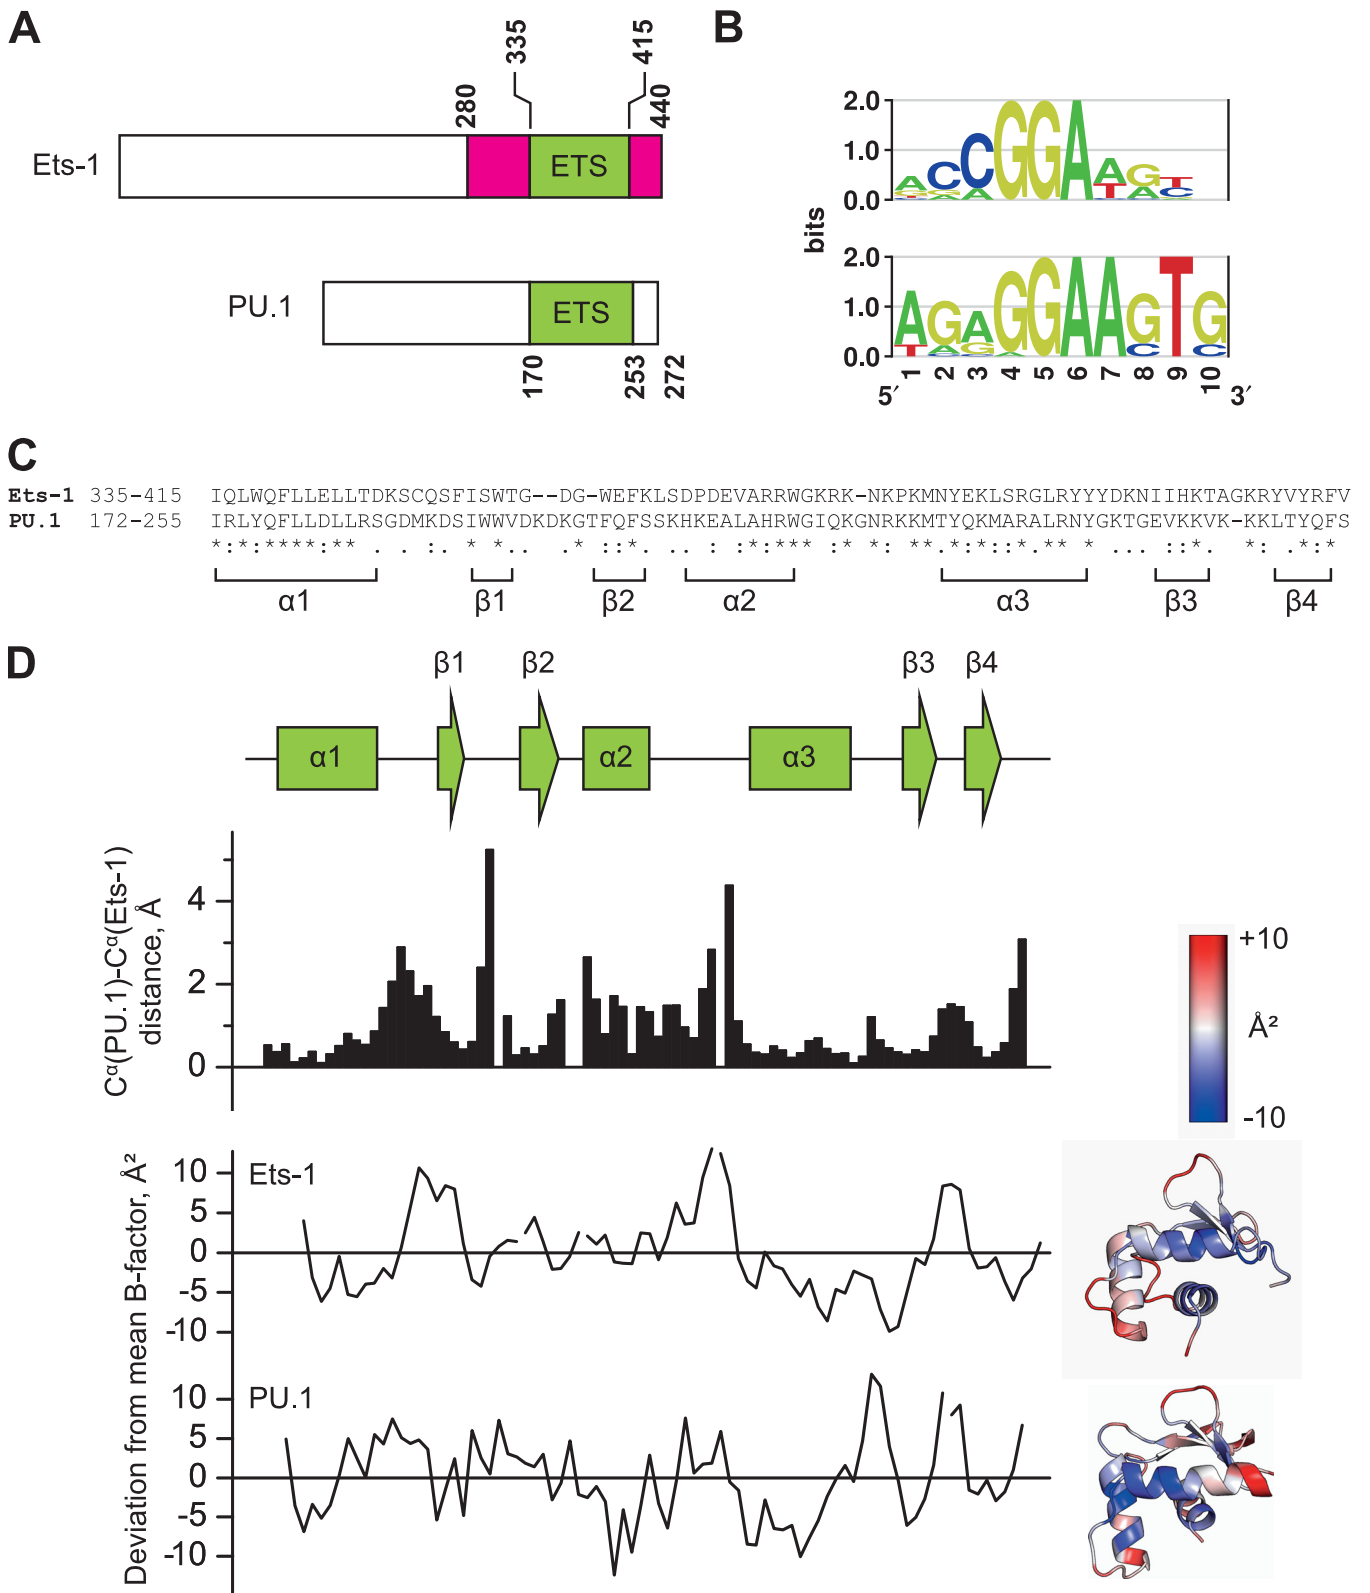 A
335
415
280
440
Ets-1
ETS
PU.1
ETS
170
253
272
B
bits
2.0
1.0
0.0
2.0
1.0
0.0
1 2 3 4 5 6 7 8 9 10
5′ 3′
C
Ets-1 335-415 IQLWQFLLELLTDKSCQSFISWTG--DG-WEFKLSDPDEVARRWGKRK-NKPKMNYEKLSRGLRYYYDKNIIHKTAGKRYVYRFV
PU.1 172-255 IRLYQFLLDLLRSGDMKDSIWWVDKDKGTFQFSSKHKEALAHRWGIQKGNRKKMTYQKMARALRNYGKTGEVKKVK-KKLTYQFS
α1 β1 β2 α2 α3 β3 β4
D
β1 β2 β3 β4
α1 α2 α3
Cα(PU.1)-Cα(Ets-1)
distance, Å
4
2
0
+10
Å²
-10
Deviation from mean B-factor, Å²
Ets-1
10
5
0
-5
-10
PU.1
10
5
0
-5
-10